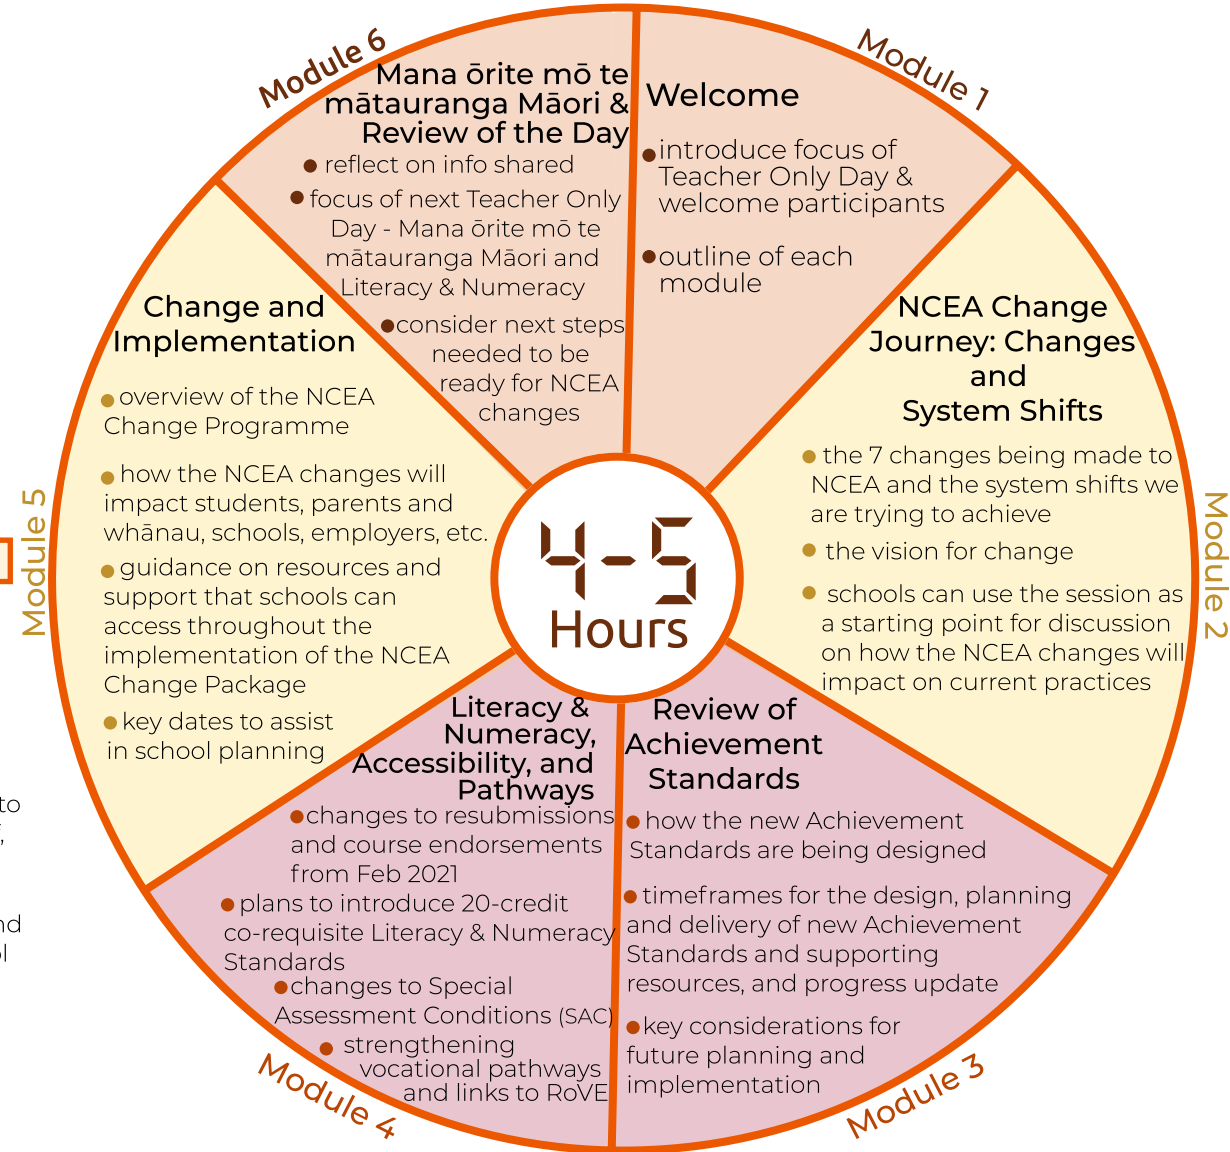 Module 1
Welcome
introduce focus of
Teacher Only Day &
welcome participants
outline of each
module
Module 2
NCEA Change
Journey: Changes
and
System Shifts
the 7 changes being made to
NCEA and the system shifts we
are trying to achieve
the vision for change
schools can use the session as
a starting point for discussion
on how the NCEA changes will
impact on current practices
Module 3
Review of
Achievement
Standards
how the new Achievement
Standards are being designed
timeframes for the design, planning
and delivery of new Achievement
Standards and supporting
resources, and progress update
key considerations for
future planning and
implementation
Module 4
Literacy &
Numeracy,
Accessibility, and
Pathways
changes to resubmissions
and course endorsements
from Feb 2021
plans to introduce 20-credit
co-requisite Literacy & Numeracy
Standards
changes to Special
Assessment Conditions (SAC)
strengthening
vocational pathways
and links to RoVE
Module 5
Change and
Implementation
overview of the NCEA
Change Programme
how the NCEA changes will
impact students, parents and
whānau, schools, employers, etc.
guidance on resources and
support that schools can
access throughout the
implementation of the NCEA
Change Package
key dates to assist
in school planning
Module 6
Mana ōrite mō te
mātauranga Māori &
Review of the Day
reflect on info shared
focus of next Teacher Only
Day - Mana ōrite mō te
mātauranga Māori and
Literacy & Numeracy
consider next steps
needed to be
ready for NCEA
changes
4-5
Hours
to